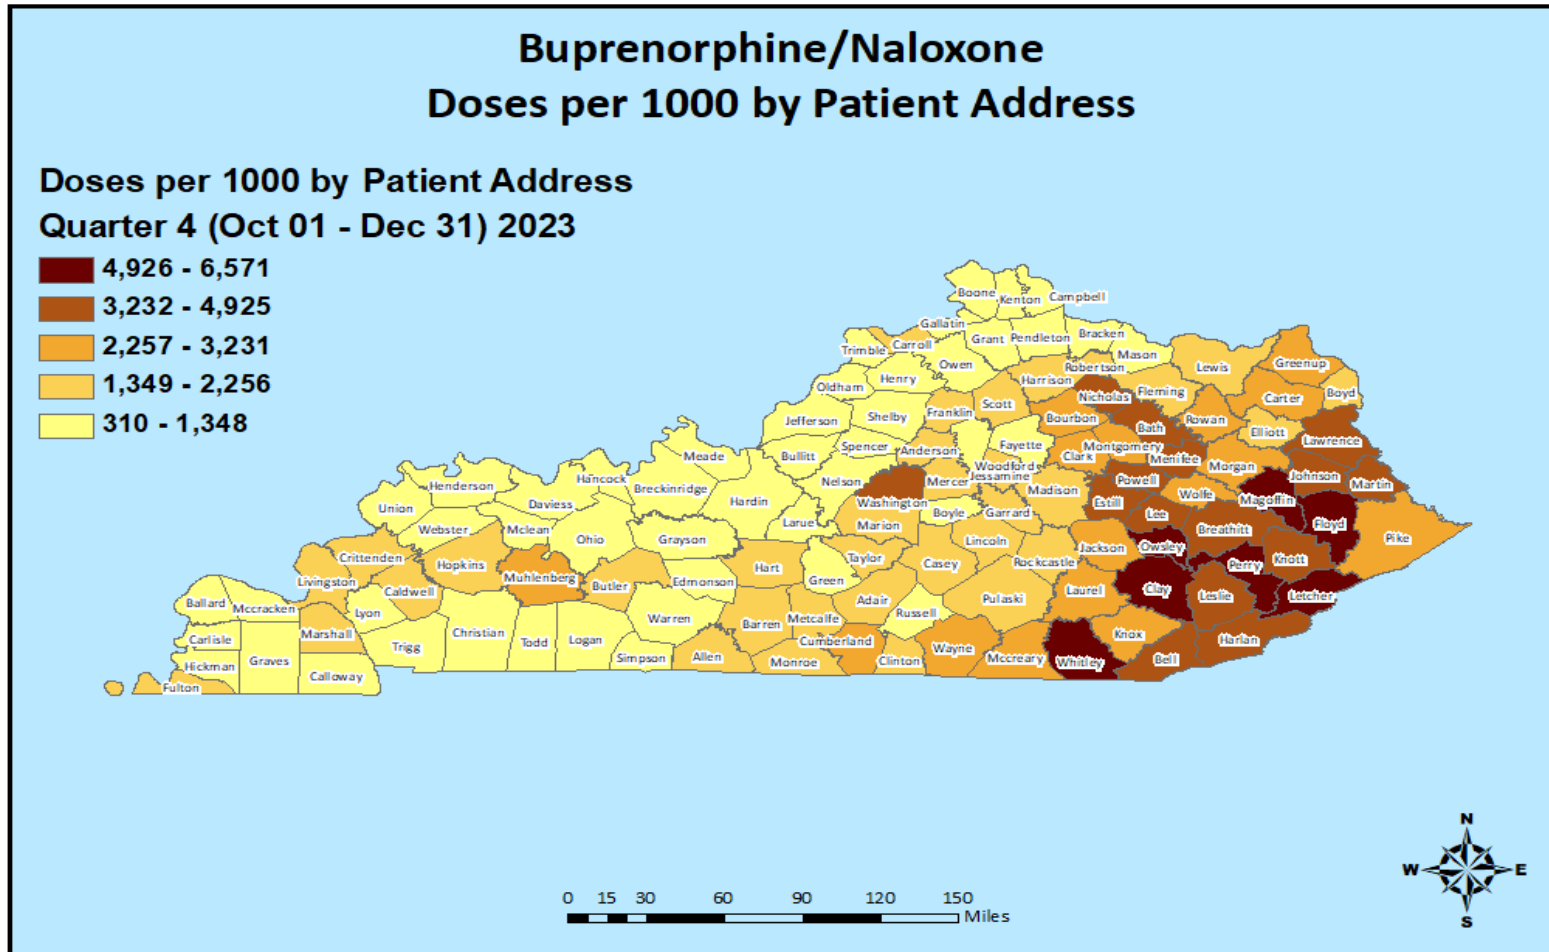 Buprenorphine/Naloxone
Doses per 1000 by Patient Address
Doses per 1000 by Patient Address
Quarter 4 (Oct 01 - Dec 31) 2023
4,926 - 6,571
3,232 - 4,925
2,257 - 3,231
1,349 - 2,256
310 - 1,348
Boone
Kenton
Campbell
Gallatin
Grant
Pendleton
Bracken
Mason
Trimble
Carroll
Owen
Robertson
Lewis
Greenup
Oldham
Henry
Harrison
Nicholas
Fleming
Carter
Boyd
Jefferson
Shelby
Franklin
Scott
Bourbon
Bath
Rowan
Elliott
Lawrence
Meade
Bullitt
Spencer
Anderson
Fayette
Woodford
Jessamine
Clark
Montgomery
Menifee
Morgan
Johnson
Martin
Henderson
Hancock
Breckinridge
Hardin
Nelson
Washington
Mercer
Madison
Powell
Estill
Wolfe
Magoffin
Union
Daviess
Larue
Marion
Boyle
Garrard
Lee
Breathitt
Floyd
Pike
Webster
Mclean
Ohio
Grayson
Lincoln
Jackson
Owsley
Perry
Knott
Crittenden
Hopkins
Muhlenberg
Butler
Edmonson
Hart
Green
Taylor
Casey
Rockcastle
Laurel
Clay
Leslie
Letcher
Livingston
Caldwell
Ballard
Mccracken
Lyon
Warren
Barren
Metcalfe
Adair
Russell
Pulaski
Knox
Harlan
Carlisle
Marshall
Trigg
Christian
Todd
Logan
Simpson
Allen
Monroe
Cumberland
Clinton
Wayne
Mccreary
Whitley
Bell
Hickman
Graves
Calloway
Fulton
N
W
E
S
0 15 30 60 90 120 150
Miles